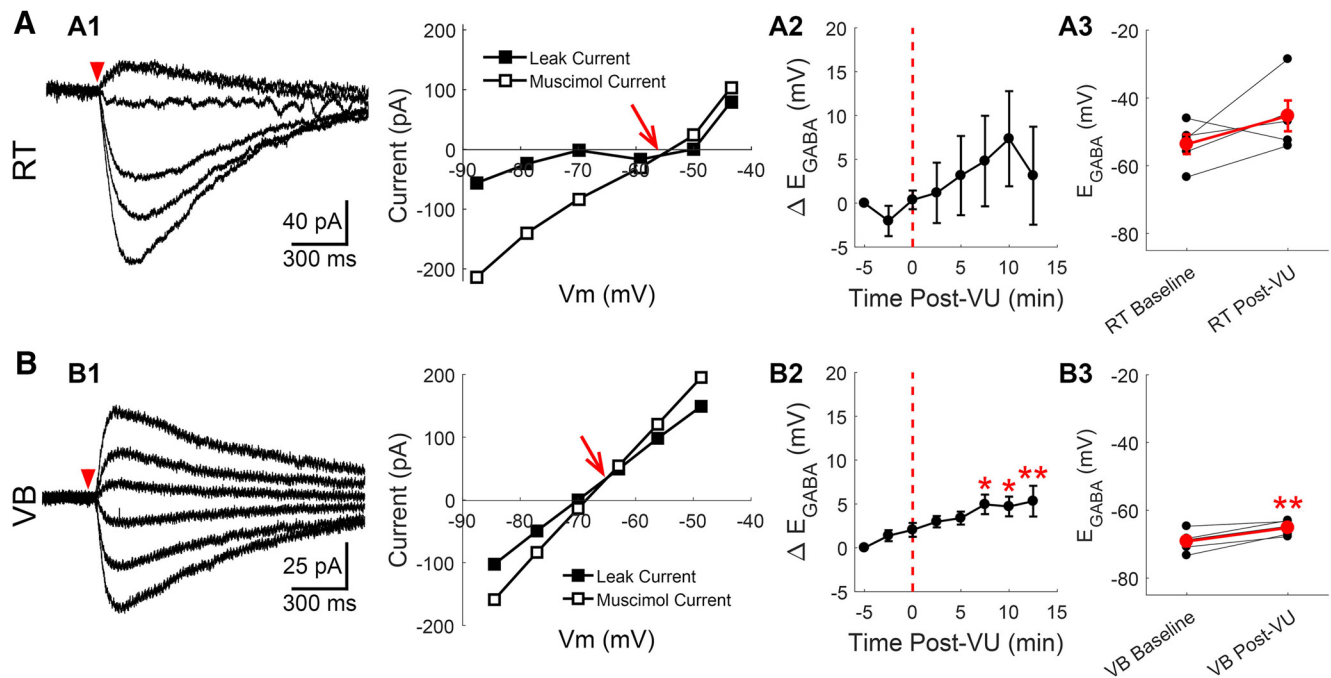 A
A1
RT
40 pA
300 ms
200
100
0
-100
-200
Current (pA)
-90
-80
-70
-60
-50
-40
Vm (mV)
Leak Current
Muscimol Current
A2
20
15
10
5
0
-5
Δ E_GABA (mV)
-5
0
5
10
15
Time Post-VU (min)
A3
-20
-40
-60
-80
E_GABA (mV)
RT Baseline
RT Post-VU
B
B1
VB
25 pA
300 ms
200
100
0
-100
-200
Current (pA)
-90
-80
-70
-60
-50
-40
Leak Current
Muscimol Current
Vm (mV)
B2
20
15
10
5
0
-5
Δ E_GABA (mV)
*
*
**
-5
0
5
10
15
Time Post-VU (min)
B3
-20
-40
-60
-80
E_GABA (mV)
**
VB Baseline
VB Post-VU